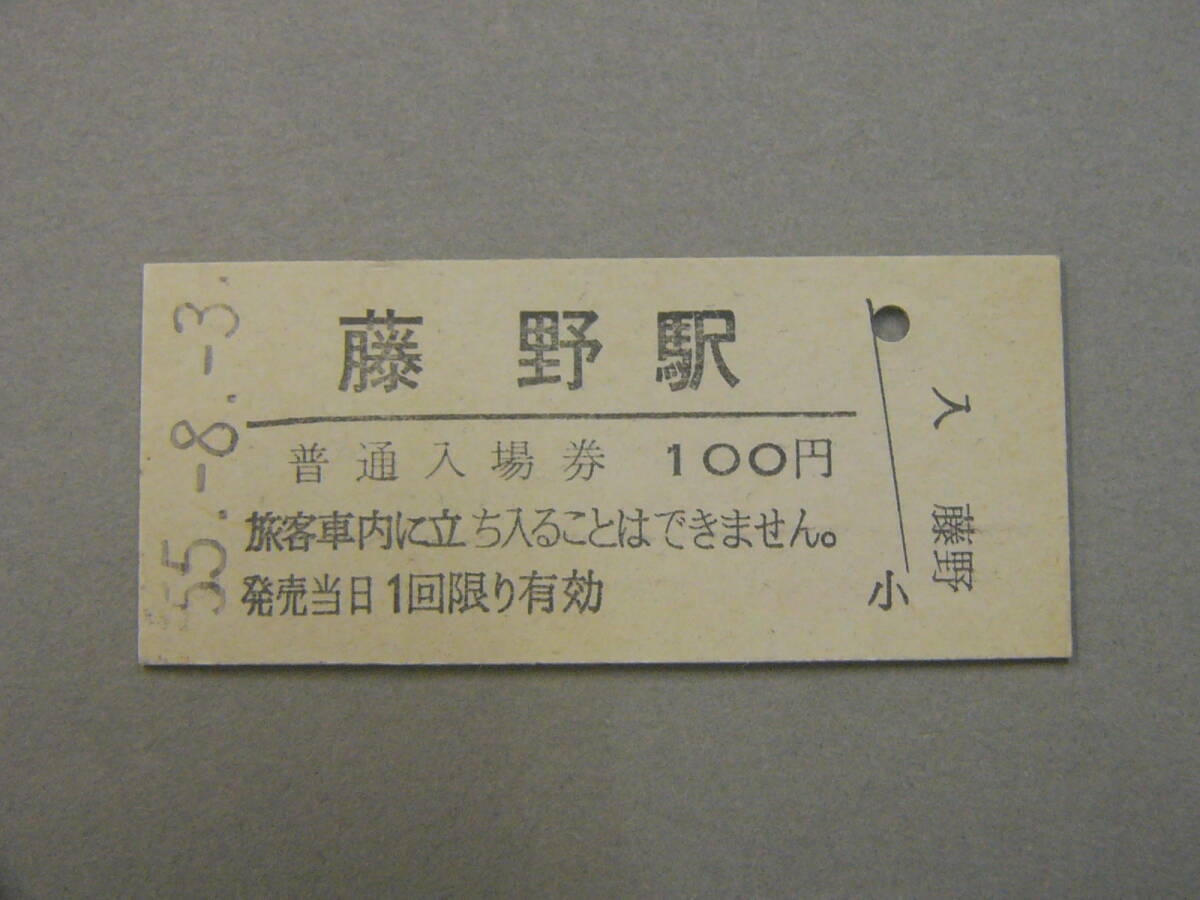 藤野駅
普通入場券 100円
旅客車内に立ち入ることはできません。
発売当日1回限り有効
55.-8.-3.
小
入 藤野